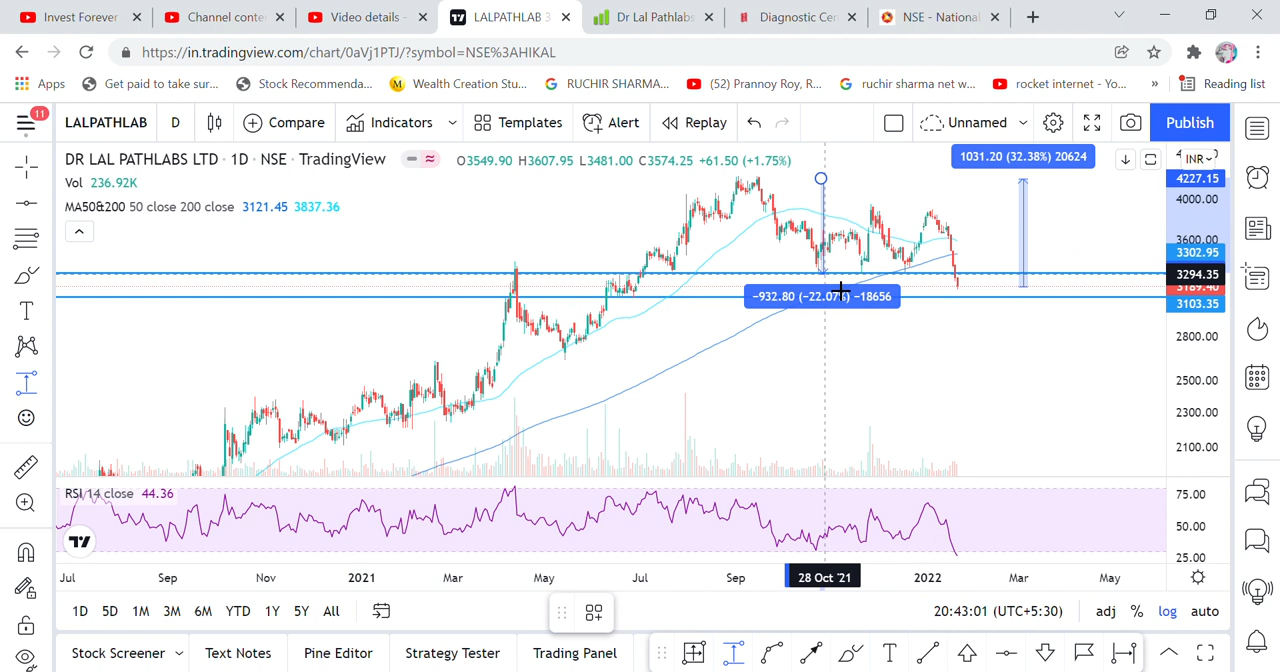 Invest Forever
Channel conte
Video details -
LALPATHLAB 3
Dr Lal Pathlabs
Diagnostic Cen
NSE - National
https://in.tradingview.com/chart/0aVj1PTJ/?symbol=NSE%3AHIKAL
Apps
Get paid to take sur...
Stock Recommenda...
Wealth Creation Stu...
RUCHIR SHARMA...
(52) Prannoy Roy, R...
ruchir sharma net w...
rocket internet - Yo...
»
Reading list
11
LALPATHLAB
D
Compare
Indicators
Templates
Alert
Replay
Unnamed
Publish
DR LAL PATHLABS LTD · 1D · NSE · TradingView
O3549.90 H3607.95 L3481.00 C3574.25 +61.50 (+1.75%)
1031.20 (32.38%) 20624
INR
Vol 236.92K
4227.15
4000.00
MA50&200 50 close 200 close 3121.45 3837.36
3600.00
3302.95
3294.35
3189.40
−932.80 (−22.07%) −18656
3103.35
2800.00
2500.00
2300.00
2100.00
RSI 14 close 44.36
75.00
50.00
25.00
Jul
Sep
Nov
2021
Mar
May
Jul
Sep
28 Oct '21
2022
Mar
May
1D
5D
1M
3M
6M
YTD
1Y
5Y
All
20:43:01 (UTC+5:30)
adj
%
log
auto
Stock Screener
Text Notes
Pine Editor
Strategy Tester
Trading Panel